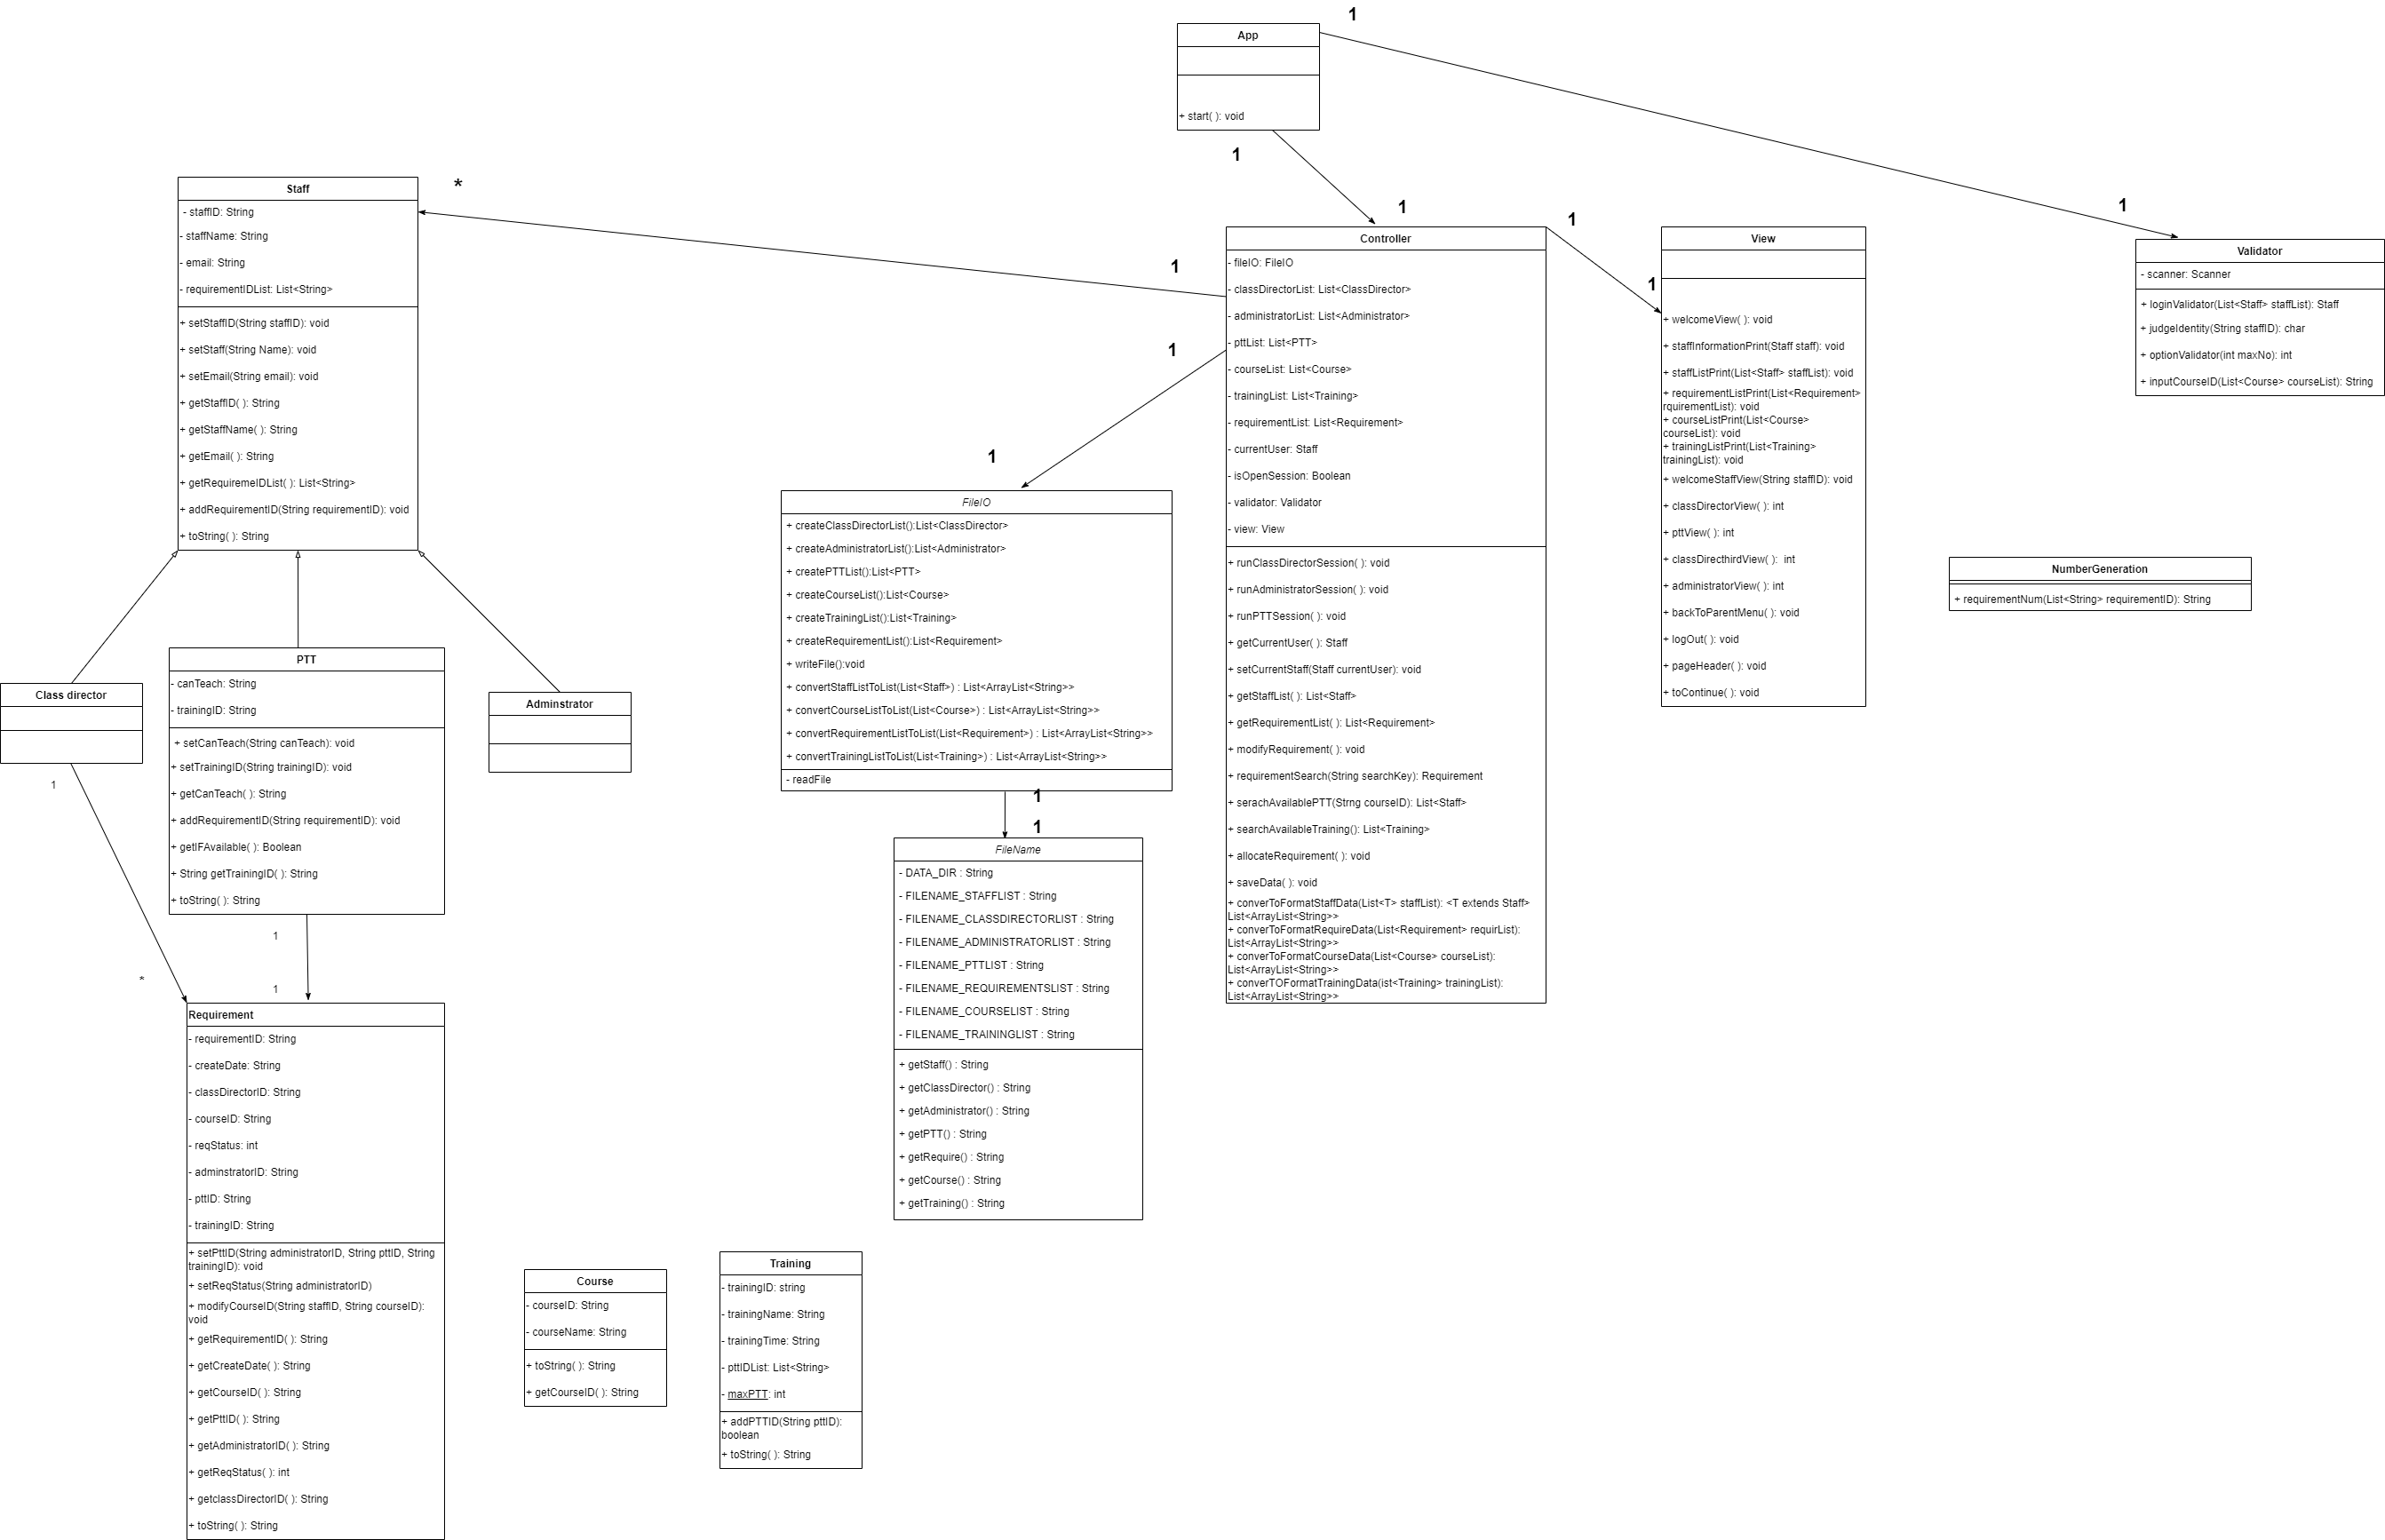 1
App
+ start( ): void
1
1
1
1
1
Staff
- staffID: String
- staffName: String
- email: String
- requirementIDList: List<String>
+ setStaffID(String staffID): void
+ setStaff(String Name): void
+ setEmail(String email): void
+ getStaffID( ): String
+ getStaffName( ): String
+ getEmail( ): String
+ getRequiremeIDList( ): List<String>
+ addRequirementID(String requirementID): void
+ toString( ): String
*
1
1
1
Controller
- fileIO: FileIO
- classDirectorList: List<ClassDirector>
- administratorList: List<Administrator>
- pttList: List<PTT>
- courseList: List<Course>
- trainingList: List<Training>
- requirementList: List<Requirement>
- currentUser: Staff
- isOpenSession: Boolean
- validator: Validator
- view: View
+ runClassDirectorSession( ): void
+ runAdministratorSession( ): void
+ runPTTSession( ): void
+ getCurrentUser( ): Staff
+ setCurrentStaff(Staff currentUser): void
+ getStaffList( ): List<Staff>
+ getRequirementList( ): List<Requirement>
+ modifyRequirement( ): void
+ requirementSearch(String searchKey): Requirement
+ serachAvailablePTT(Strng courseID): List<Staff>
+ searchAvailableTraining(): List<Training>
+ allocateRequirement( ): void
+ saveData( ): void
+ converToFormatStaffData(List<T> staffList): <T extends Staff>
List<ArrayList<String>>
+ converToFormatRequireData(List<Requirement> requirList):
List<ArrayList<String>>
+ converToFormatCourseData(List<Course> courseList):
List<ArrayList<String>>
+ converTOFormatTrainingData(ist<Training> trainingList):
List<ArrayList<String>>
View
+ welcomeView( ): void
+ staffInformationPrint(Staff staff): void
+ staffListPrint(List<Staff> staffList): void
+ requirementListPrint(List<Requirement>
rquirementList): void
+ courseListPrint(List<Course>
courseList): void
+ trainingListPrint(List<Training>
trainingList): void
+ welcomeStaffView(String staffID): void
+ classDirectorView( ): int
+ pttView( ): int
+ classDirecthirdView( ):  int
+ administratorView( ): int
+ backToParentMenu( ): void
+ logOut( ): void
+ pageHeader( ): void
+ toContinue( ): void
Validator
- scanner: Scanner
+ loginValidator(List<Staff> staffList): Staff
+ judgeIdentity(String staffID): char
+ optionValidator(int maxNo): int
+ inputCourseID(List<Course> courseList): String
NumberGeneration
+ requirementNum(List<String> requirementID): String
1
FileIO
+ createClassDirectorList():List<ClassDirector>
+ createAdministratorList():List<Administrator>
+ createPTTList():List<PTT>
+ createCourseList():List<Course>
+ createTrainingList():List<Training>
+ createRequirementList():List<Requirement>
+ writeFile():void
+ convertStaffListToList(List<Staff>) : List<ArrayList<String>>
+ convertCourseListToList(List<Course>) : List<ArrayList<String>>
+ convertRequirementListToList(List<Requirement>) : List<ArrayList<String>>
+ convertTrainingListToList(List<Training>) : List<ArrayList<String>>
- readFile
1
1
FileName
- DATA_DIR : String
- FILENAME_STAFFLIST : String
- FILENAME_CLASSDIRECTORLIST : String
- FILENAME_ADMINISTRATORLIST : String
- FILENAME_PTTLIST : String
- FILENAME_REQUIREMENTSLIST : String
- FILENAME_COURSELIST : String
- FILENAME_TRAININGLIST : String
+ getStaff() : String
+ getClassDirector() : String
+ getAdministrator() : String
+ getPTT() : String
+ getRequire() : String
+ getCourse() : String
+ getTraining() : String
Class director
PTT
- canTeach: String
- trainingID: String
+ setCanTeach(String canTeach): void
+ setTrainingID(String trainingID): void
+ getCanTeach( ): String
+ addRequirementID(String requirementID): void
+ getIFAvailable( ): Boolean
+ String getTrainingID( ): String
+ toString( ): String
Adminstrator
1
1
*
1
Requirement
- requirementID: String
- createDate: String
- classDirectorID: String
- courseID: String
- reqStatus: int
- adminstratorID: String
- pttID: String
- trainingID: String
+ setPttID(String administratorID, String pttID, String
trainingID): void
+ setReqStatus(String administratorID)
+ modifyCourseID(String staffID, String courseID):
void
+ getRequirementID( ): String
+ getCreateDate( ): String
+ getCourseID( ): String
+ getPttID( ): String
+ getAdministratorID( ): String
+ getReqStatus( ): int
+ getclassDirectorID( ): String
+ toString( ): String
Course
- courseID: String
- courseName: String
+ toString( ): String
+ getCourseID( ): String
Training
- trainingID: string
- trainingName: String
- trainingTime: String
- pttIDList: List<String>
- maxPTT: int
+ addPTTID(String pttID):
boolean
+ toString( ): String